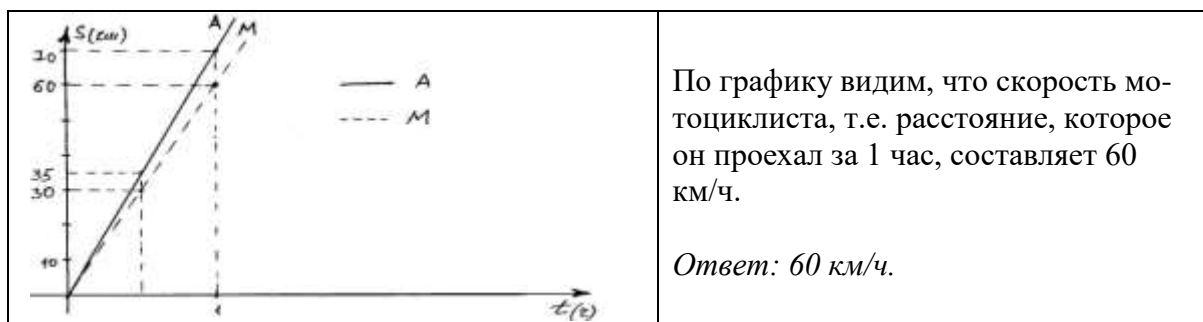 S(км)
А М
70
60
А
М
35
30
10
1
t(ч)
По графику видим, что скорость мо-
тоциклиста, т.е. расстояние, которое
он проехал за 1 час, составляет 60
км/ч.
Ответ: 60 км/ч.